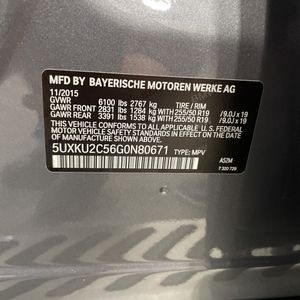 MFD BY BAYERISCHE MOTOREN WERKE AG
11/2015
GVWR 6100 lbs 2767 kg TIRE / RIM
GAWR FRONT 2831 lbs 1284 kg WITH 255/50 R19 /9.0J x 19
GAWR REAR 3391 lbs 1538 kg WITH 255/50 R19 /9.0J x 19
THIS VEHICLE CONFORMS TO ALL APPLICABLE U.S. FEDERAL
MOTOR VEHICLE SAFETY STANDARDS IN EFFECT ON THE
DATE OF MANUFACTURE SHOWN ABOVE.
5UXKU2C56G0N80671 TYPE: MPV
A52M
7 320 729